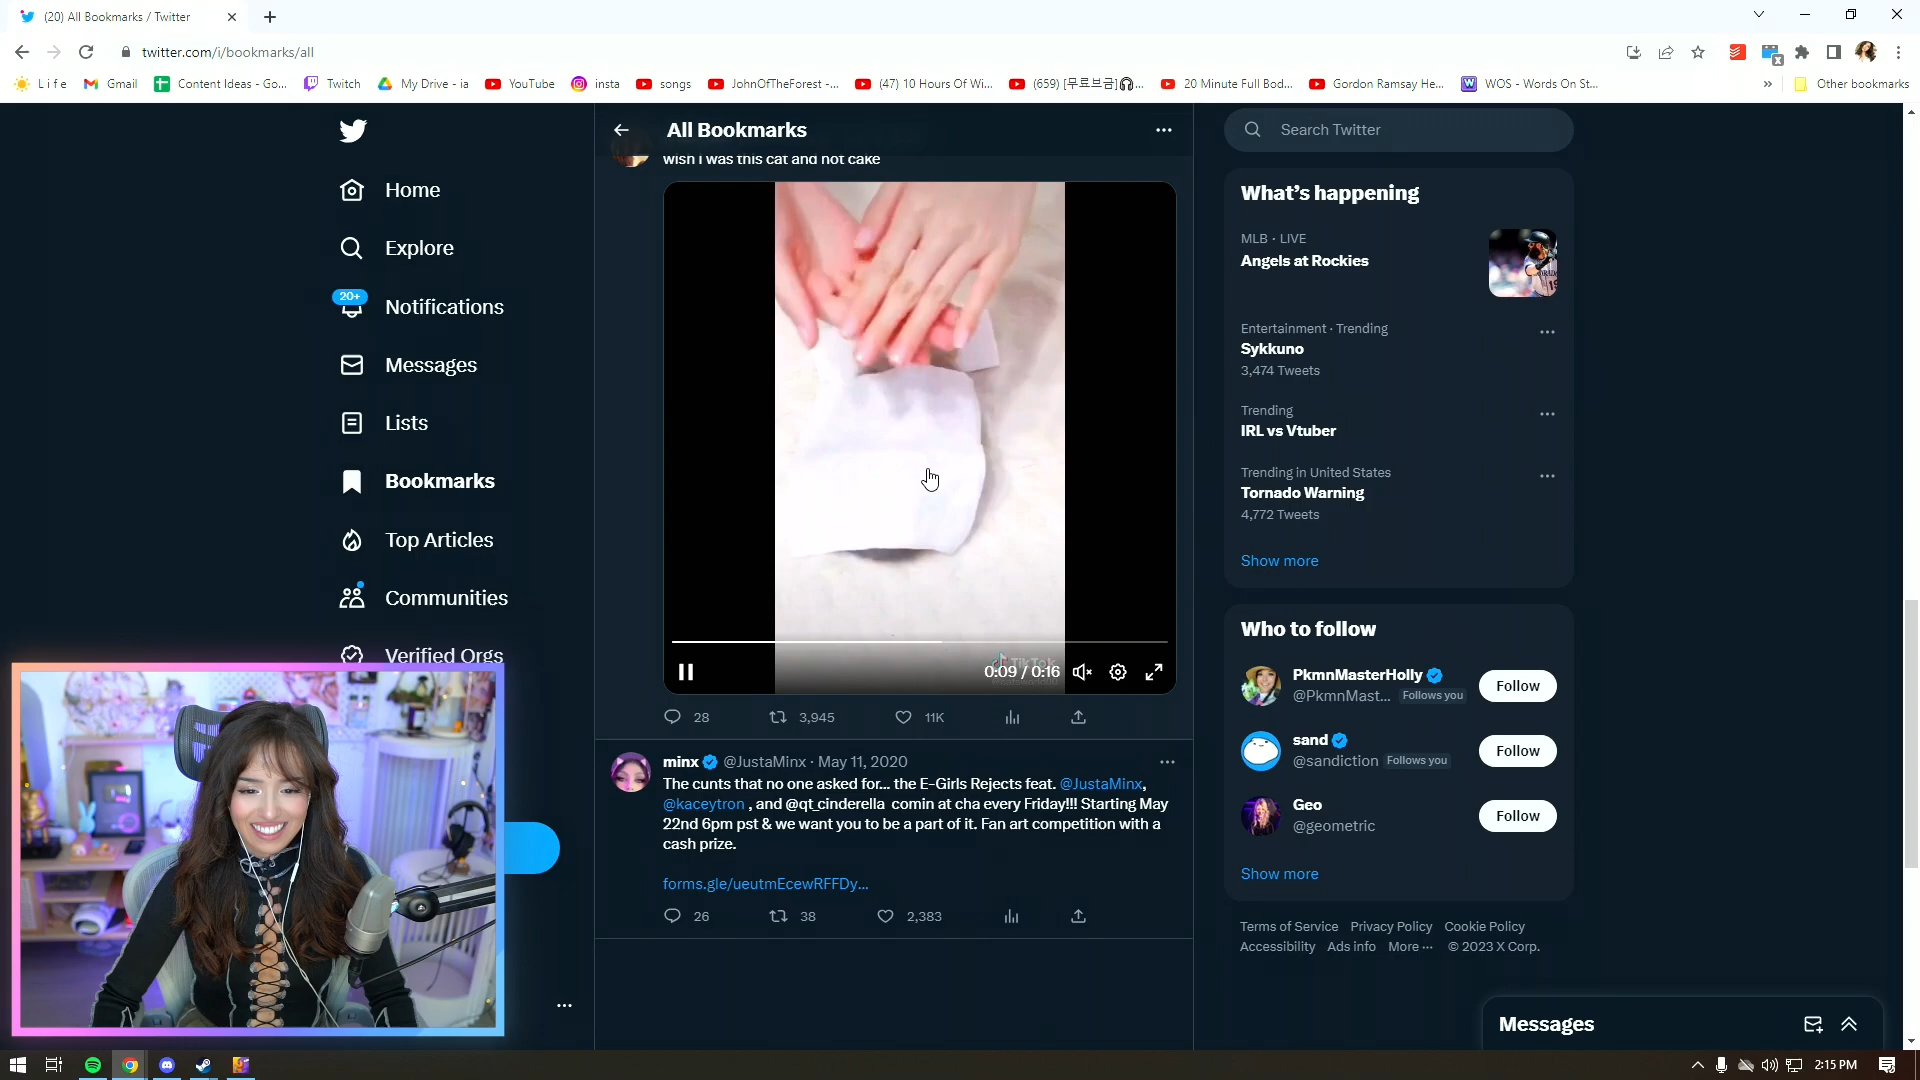 (20) All Bookmarks / Twitter
twitter.com/i/bookmarks/all
L i f e
Gmail
Content Ideas - Go...
Twitch
My Drive - ia
YouTube
insta
songs
JohnOfTheForest -...
(47) 10 Hours Of Wi...
(659) [무료브금]🎧...
20 Minute Full Bod...
Gordon Ramsay He...
WOS - Words On St...
»
Other bookmarks
Home
Explore
20+
Notifications
Messages
Lists
Bookmarks
Top Articles
Communities
Verified Orgs
All Bookmarks
wish i was this cat and not cake
TikTok
0:09 / 0:16
28
3,945
11K
minx @JustaMinx · May 11, 2020
The cunts that no one asked for... the E-Girls Rejects feat. @JustaMinx,
@kaceytron , and @qt_cinderella comin at cha every Friday!!! Starting May
22nd 6pm pst & we want you to be a part of it. Fan art competition with a
cash prize.
forms.gle/ueutmEcewRFFDy...
26
38
2,383
Search Twitter
What's happening
MLB · LIVE
Angels at Rockies
Entertainment · Trending
Sykkuno
3,474 Tweets
Trending
IRL vs Vtuber
Trending in United States
Tornado Warning
4,772 Tweets
Show more
Who to follow
PkmnMasterHolly
@PkmnMast... Follows you
Follow
sand
@sandiction Follows you
Follow
Geo
@geometric
Follow
Show more
Terms of Service Privacy Policy Cookie Policy
Accessibility Ads info More ··· © 2023 X Corp.
Messages
2:15 PM